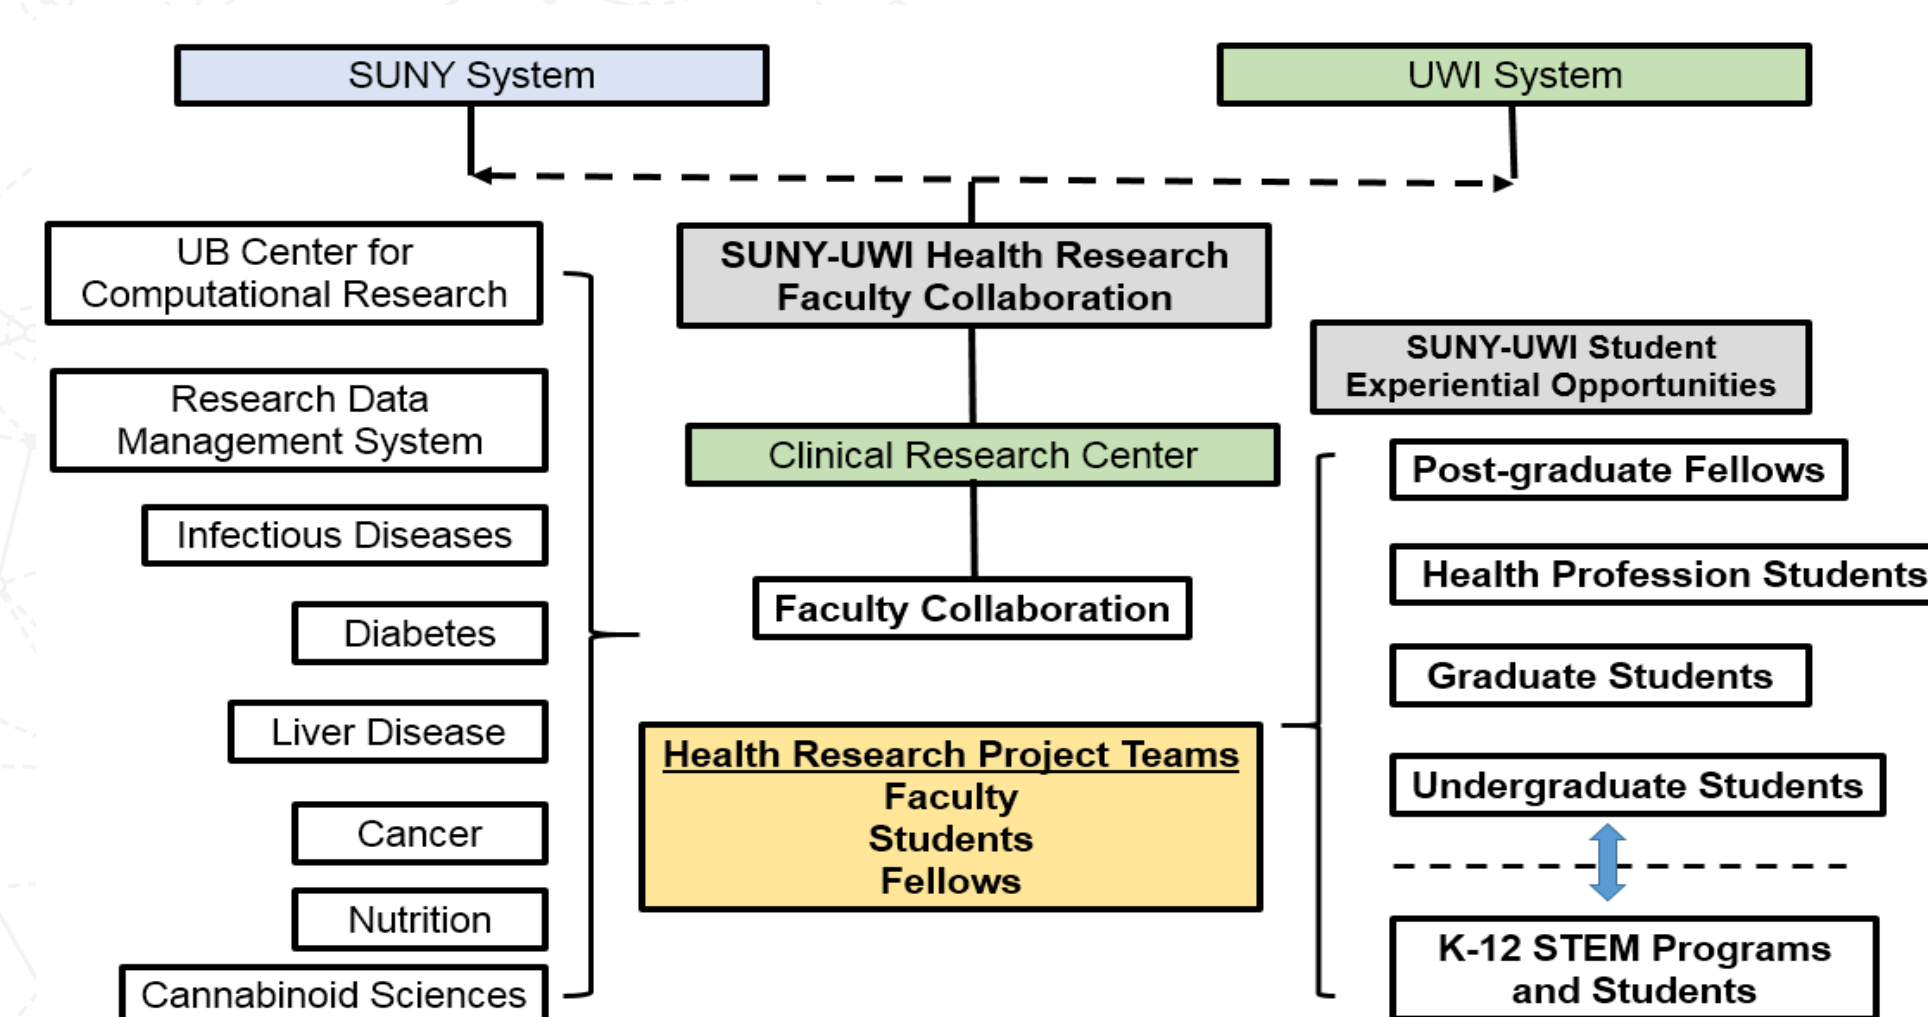 SUNY System
UWI System
UB Center for
Computational Research
Research Data
Management System
Infectious Diseases
Diabetes
Liver Disease
Cancer
Nutrition
Cannabinoid Sciences
SUNY-UWI Health Research
Faculty Collaboration
Clinical Research Center
Faculty Collaboration
Health Research Project Teams
Faculty
Students
Fellows
SUNY-UWI Student
Experiential Opportunities
Post-graduate Fellows
Health Profession Students
Graduate Students
Undergraduate Students
K-12 STEM Programs
and Students